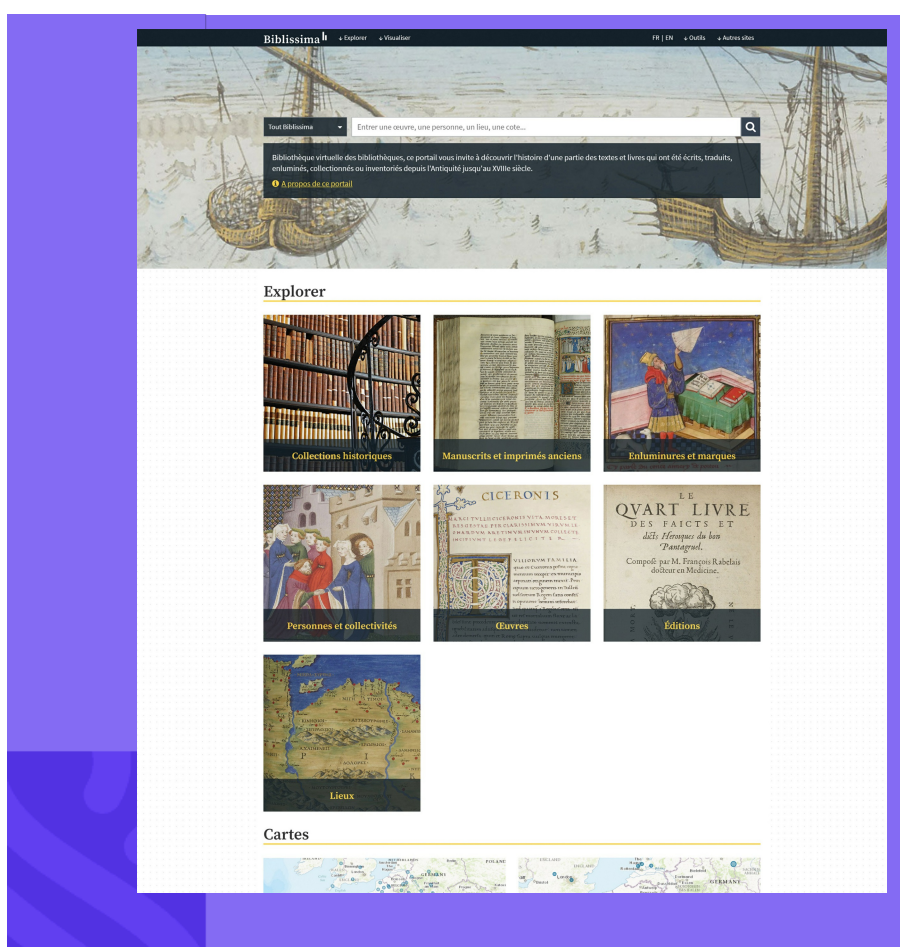 Biblissima
↓ Explorer ↓ Visualiser FR | EN ↓ Outils ↓ Autres sites
Tout Biblissima
Entrer une œuvre, une personne, un lieu, une cote...
Bibliothèque virtuelle des bibliothèques, ce portail vous invite à découvrir l'histoire d'une partie des textes et livres qui ont été écrits, traduits,
enluminés, collectionnés ou inventoriés depuis l'Antiquité jusqu'au XVIIIe siècle.
A propos de ce portail
Explorer
Collections historiques
Manuscrits et imprimés anciens
Enluminures et marques
Personnes et collectivités
CICERONIS
Œuvres
LE
QVART LIVRE
DES FAICTS ET
dicts Heroiques du bon
Pantagruel.
Composé par M. François Rabelais
docteur en Medicine.
Éditions
Lieux
Cartes
GERMANY
GERMANY